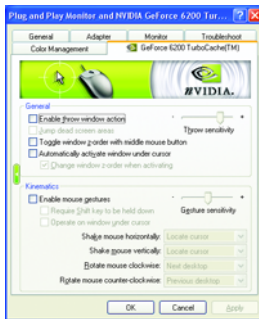 Plug and Play Monitor and NVIDIA GeForce 6200 Tur...
General Adapter Monitor Troubleshoot
Color Management GeForce 6200 TurboCache(TM)
NVIDIA.
General
Enable throw window action
Jump dead screen areas
Throw sensitivity
Toggle window z-order with middle mouse button
Automatically activate window under cursor
Change window z-order when activating
Kinematics
Enable mouse gestures
Require Shift key to be held down
Gesture sensitivity
Operate on window under cursor
Shake mouse horizontally: Locate cursor
Shake mouse vertically: Locate cursor
Rotate mouse clockwise: Next desktop
Rotate mouse counter-clockwise: Previous desktop
OK Cancel Apply